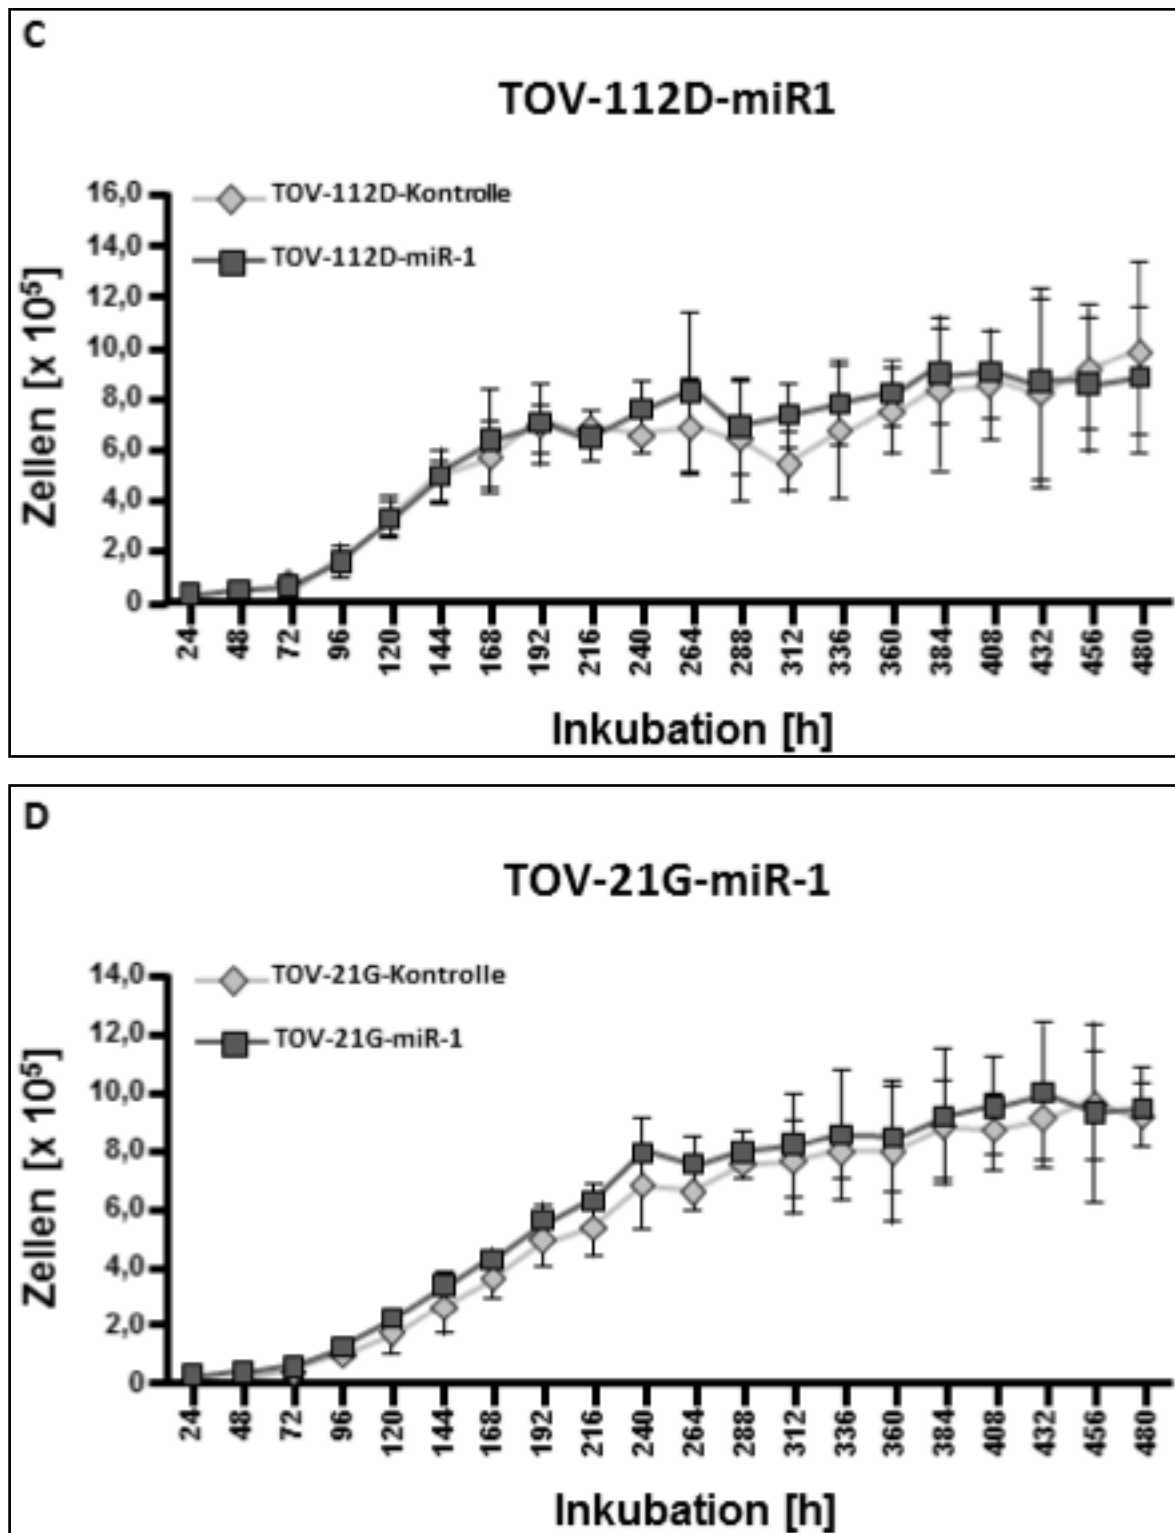 C
TOV-112D-miR1
TOV-112D-Kontrolle
TOV-112D-miR-1
Zellen [x 10⁵]
16,0
14,0
12,0
10,0
8,0
6,0
4,0
2,0
0
24 48 72 96 120 144 168 192 216 240 264 288 312 336 360 384 408 432 456 480
Inkubation [h]
D
TOV-21G-miR-1
TOV-21G-Kontrolle
TOV-21G-miR-1
Zellen [x 10⁵]
14,0
12,0
10,0
8,0
6,0
4,0
2,0
0
24 48 72 96 120 144 168 192 216 240 264 288 312 336 360 384 408 432 456 480
Inkubation [h]